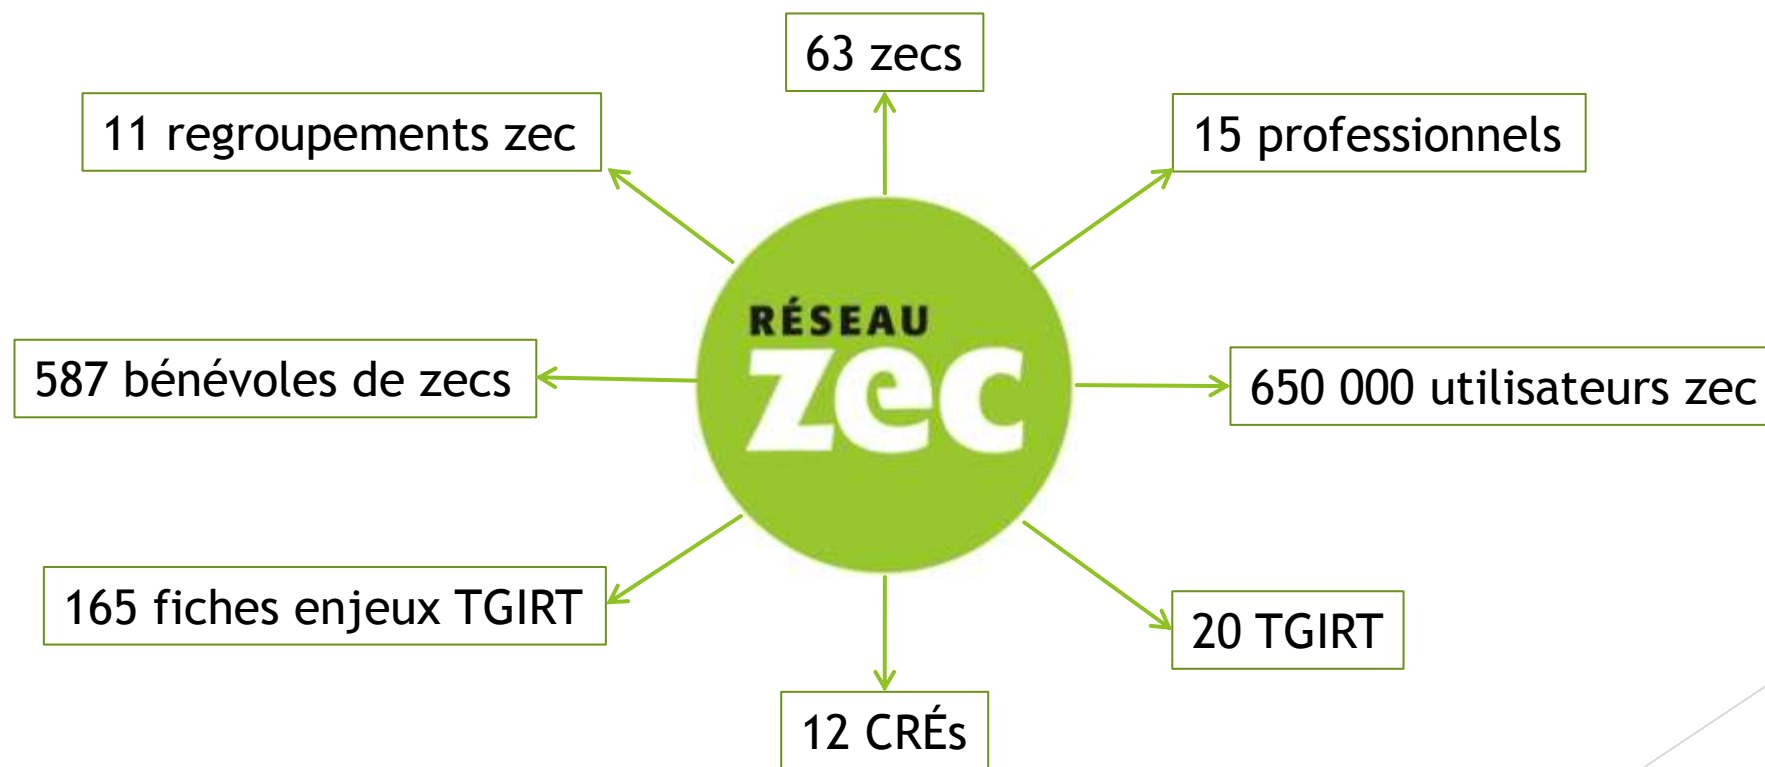 63 zecs
11 regroupements zec
15 professionnels
RÉSEAU
zec
587 bénévoles de zecs
650 000 utilisateurs zec
165 fiches enjeux TGIRT
20 TGIRT
12 CRÉs